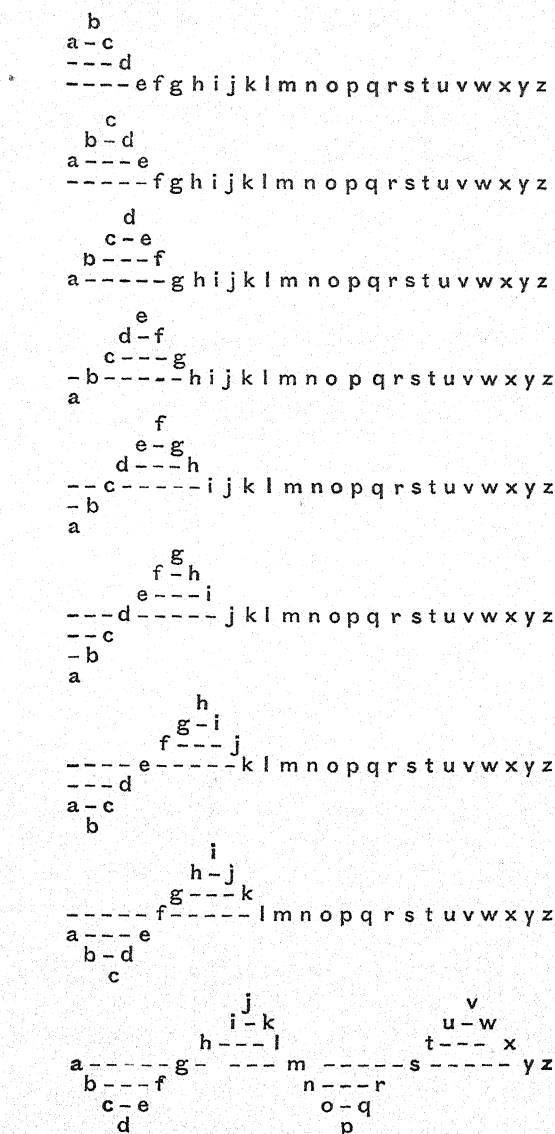 b
a - c
- - - d
- - - - e f g h i j k l m n o p q r s t u v w x y z
c
b - d
a - - - e
- - - - - f g h i j k l m n o p q r s t u v w x y z
d
c - e
b - - - f
a - - - - - g h i j k l m n o p q r s t u v w x y z
e
d - f
c - - - g
- b - - - - - h i j k l m n o p q r s t u v w x y z
a
f
e - g
d - - - h
- - c - - - - - i j k l m n o p q r s t u v w x y z
- b
a
g
f - h
e - - - i
- - - d - - - - - j k l m n o p q r s t u v w x y z
- - c
- b
a
h
g - i
f - - - j
- - - - e - - - - - k l m n o p q r s t u v w x y z
- - - d
a - c
b
i
h - j
g - - - k
- - - - - f - - - - - l m n o p q r s t u v w x y z
a - - - e
b - d
c
j v
i - k u - w
h - - - l t - - - x
a - - - - - g - - - - m - - - - - s - - - - - y z
b - - - f n - - - r
c - e o - q
d p